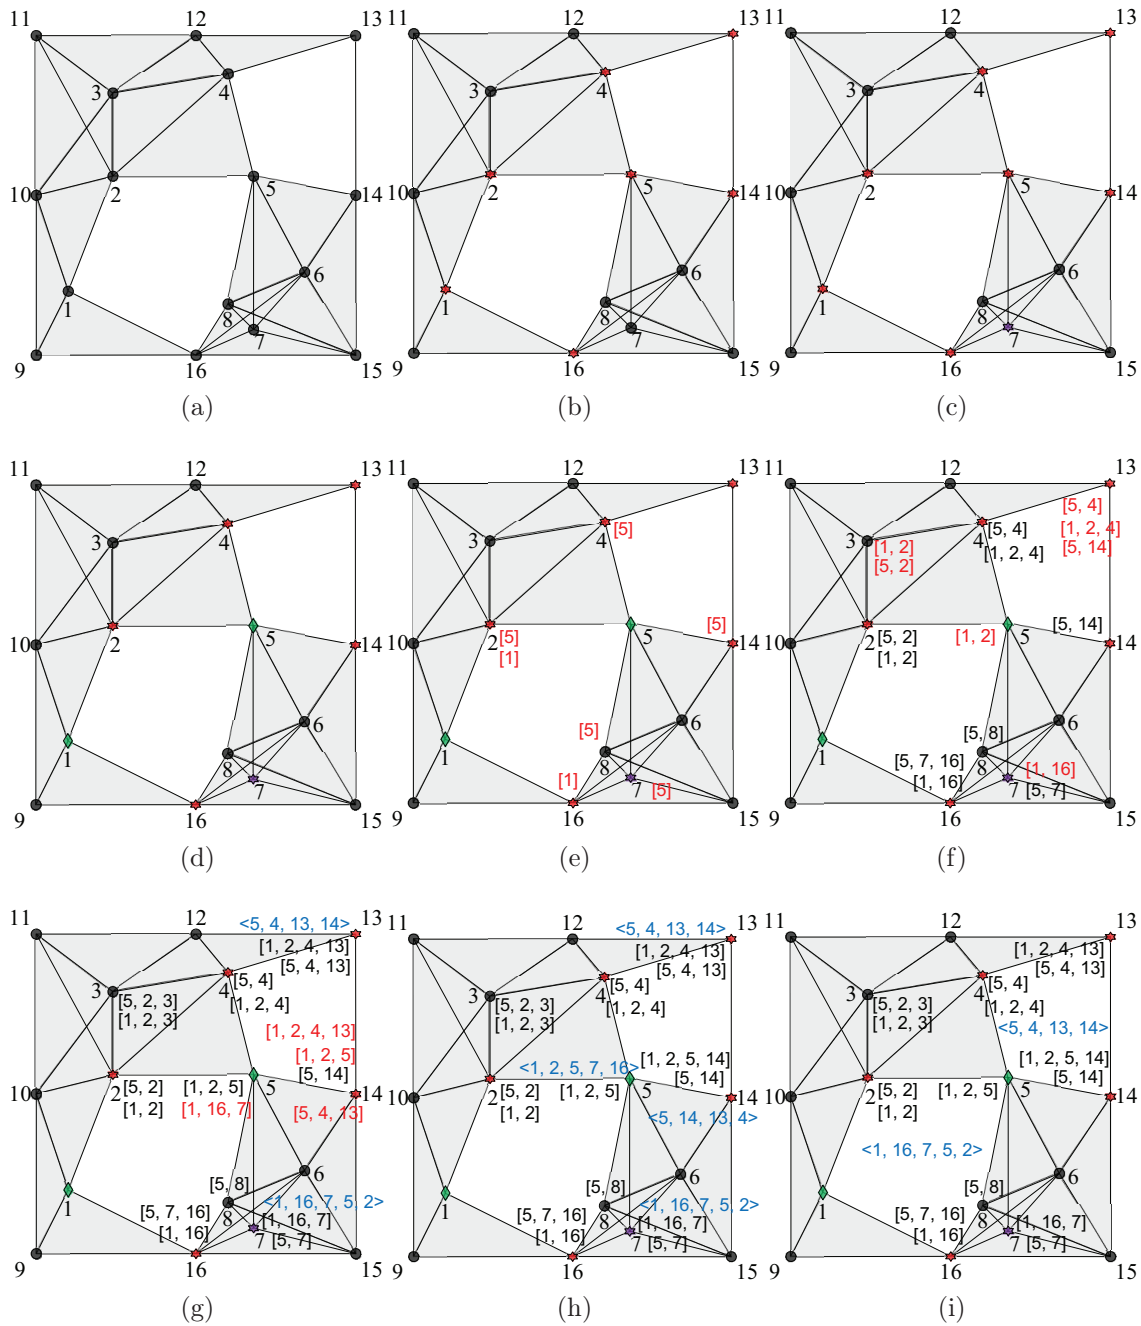 11 12 13 11 12 13 11 12 13
3 4 3 4 3 4
10 2 5 14 10 2 5 14 10 2 5 14
6 6 6
1 8 7 1 8 7 1 8 7
9 16 15 9 16 15 9 16 15
(a) (b) (c)
11 12 13 11 12 13 11 12 13
3 4 3 4 [5] 3 [1, 2] [5, 2] 4 [5, 4] [1, 2, 4] [5, 4] [1, 2, 4] [5, 14]
10 2 5 14 10 2 [5] [1] 5 [5] 14 10 2 [5, 2] [1, 2] [1, 2] 5 [5, 14] 14
6 6 6
1 8 7 1 [5] 8 7 [5] 1 [5, 8] 8 7 [1, 16] [5, 7]
9 16 15 9 [1] 16 15 9 [5, 7, 16] [1, 16] 16 15
(d) (e) (f)
11 12 <5, 4, 13, 14> 13
[1, 2, 4, 13]
[5, 4, 13]
3 [5, 2, 3] 4 [5, 4]
[1, 2, 3] [1, 2, 4]
[1, 2, 4, 13]
[1, 2, 5]
[5, 14]
10 2 [5, 2] [1, 2, 5] 5 14
[1, 2] [1, 16, 7] [5, 4, 13]
6
1 [5, 8] <1, 16, 7, 5, 2>
[5, 7, 16] 8 [1, 16, 7]
[1, 16] 7 [5, 7]
9 16 15
(g)
11 12 <5, 4, 13, 14> 13
[1, 2, 4, 13]
[5, 4, 13]
3 [5, 2, 3] 4 [5, 4]
[1, 2, 3] [1, 2, 4]
<1, 2, 5, 7, 16> [1, 2, 5, 14]
[5, 14]
10 2 [5, 2] [1, 2, 5] 5 14
[1, 2] <5, 14, 13, 4>
6
1 [5, 8] <1, 16, 7, 5, 2>
[5, 7, 16] 8 [1, 16, 7]
[1, 16] 7 [5, 7]
9 16 15
(h)
11 12 13
[1, 2, 4, 13]
[5, 4, 13]
3 [5, 2, 3] 4 [5, 4]
[1, 2, 3] [1, 2, 4]
<5, 4, 13, 14>
[1, 2, 5, 14]
[5, 14]
10 2 [5, 2] [1, 2, 5] 5 14
[1, 2]
<1, 16, 7, 5, 2>
6
1 [5, 8]
[5, 7, 16] 8 [1, 16, 7]
[1, 16] 7 [5, 7]
9 16 15
(i)